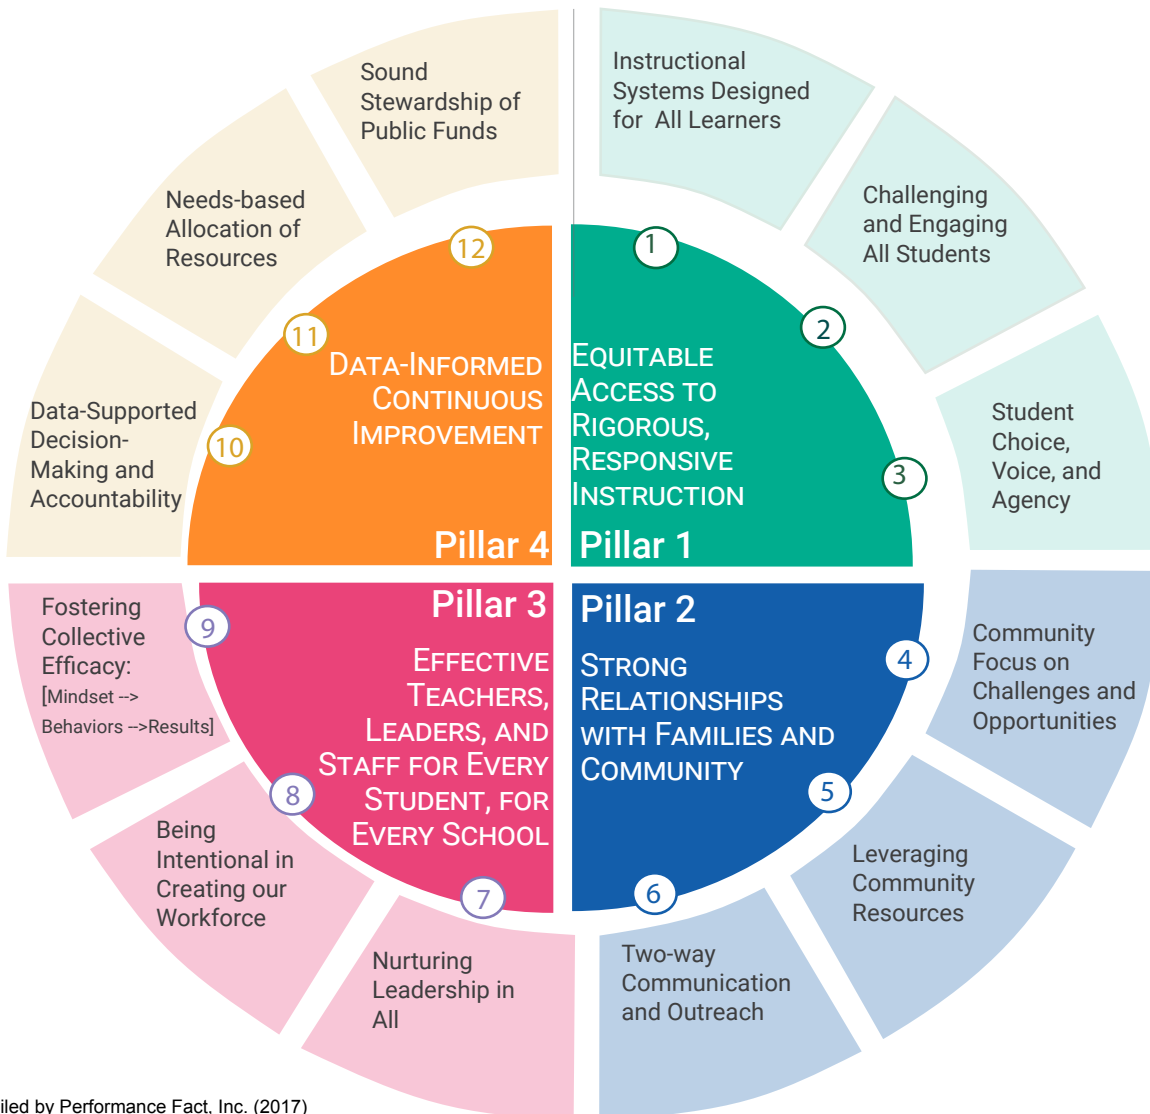 Instructional
Systems Designed
for All Learners
1
Challenging
and Engaging
All Students
2
Student
Choice,
Voice, and
Agency
3
EQUITABLE
ACCESS TO
RIGOROUS,
RESPONSIVE
INSTRUCTION
Pillar 1
Pillar 2
STRONG
RELATIONSHIPS
WITH FAMILIES AND
COMMUNITY
4
Community
Focus on
Challenges and
Opportunities
5
Leveraging
Community
Resources
6
Two-way
Communication
and Outreach
Pillar 3
EFFECTIVE
TEACHERS,
LEADERS, AND
STAFF FOR EVERY
STUDENT, FOR
EVERY SCHOOL
7
Nurturing
Leadership in
All
8
Being
Intentional in
Creating our
Workforce
9
Fostering
Collective
Efficacy:
[Mindset -->
Behaviors -->Results]
DATA-INFORMED
CONTINUOUS
IMPROVEMENT
Pillar 4
10
Data-Supported
Decision-
Making and
Accountability
11
Needs-based
Allocation of
Resources
12
Sound
Stewardship of
Public Funds
by Performance Fact, Inc. (2017)